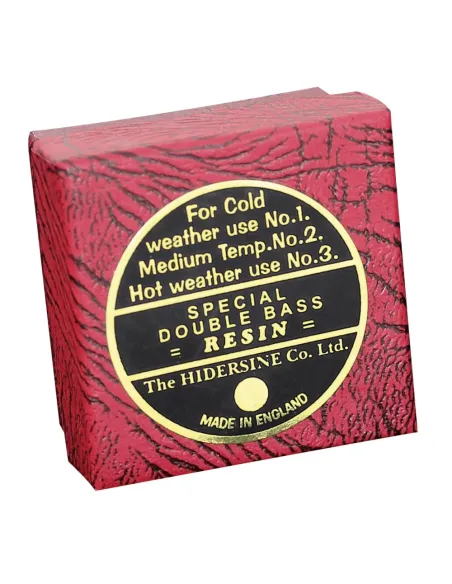 For Cold
weather use No.1.
Medium Temp.No.2.
Hot weather use No.3.
SPECIAL
DOUBLE BASS
= RESIN =
The HIDERSINE Co. Ltd.
MADE IN ENGLAND